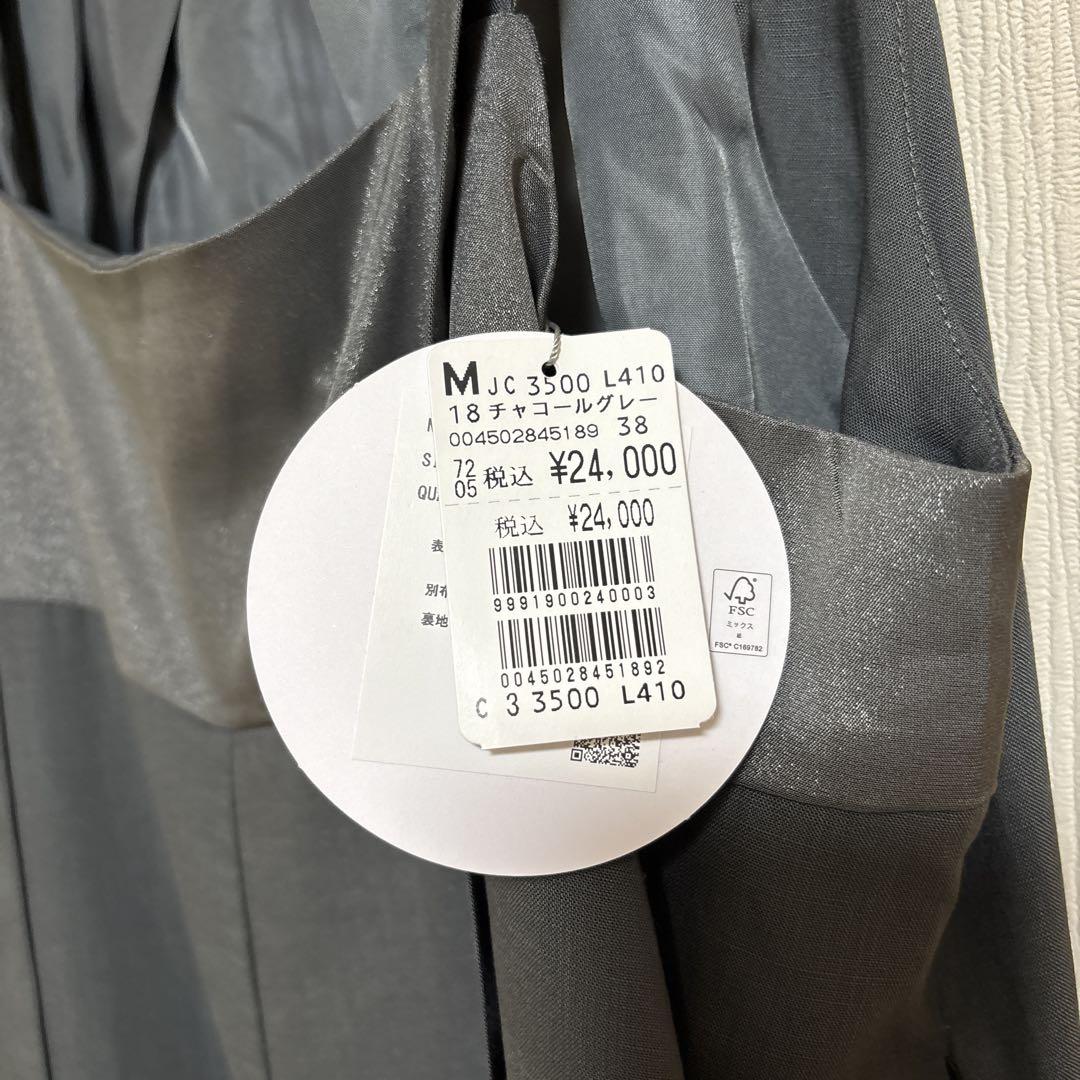 M JC 3500 L410
18 チャコールグレー
004502845189 38
7205 税込 ¥24,000
税込 ¥24,000
9991900240003
0045028451892
C 3 3500 L410
QU
表
別布
裏地
FSC
ミックス
紙
FSC® C169782